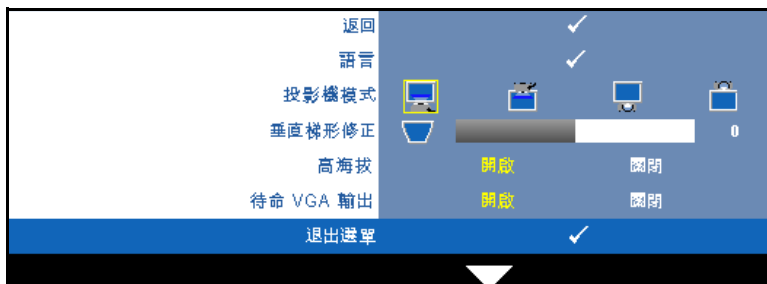 返回
語言
投影機模式
垂直梯形修正 0
高海拔 開啟 關閉
待命 VGA 輸出 開啟 關閉
退出選單